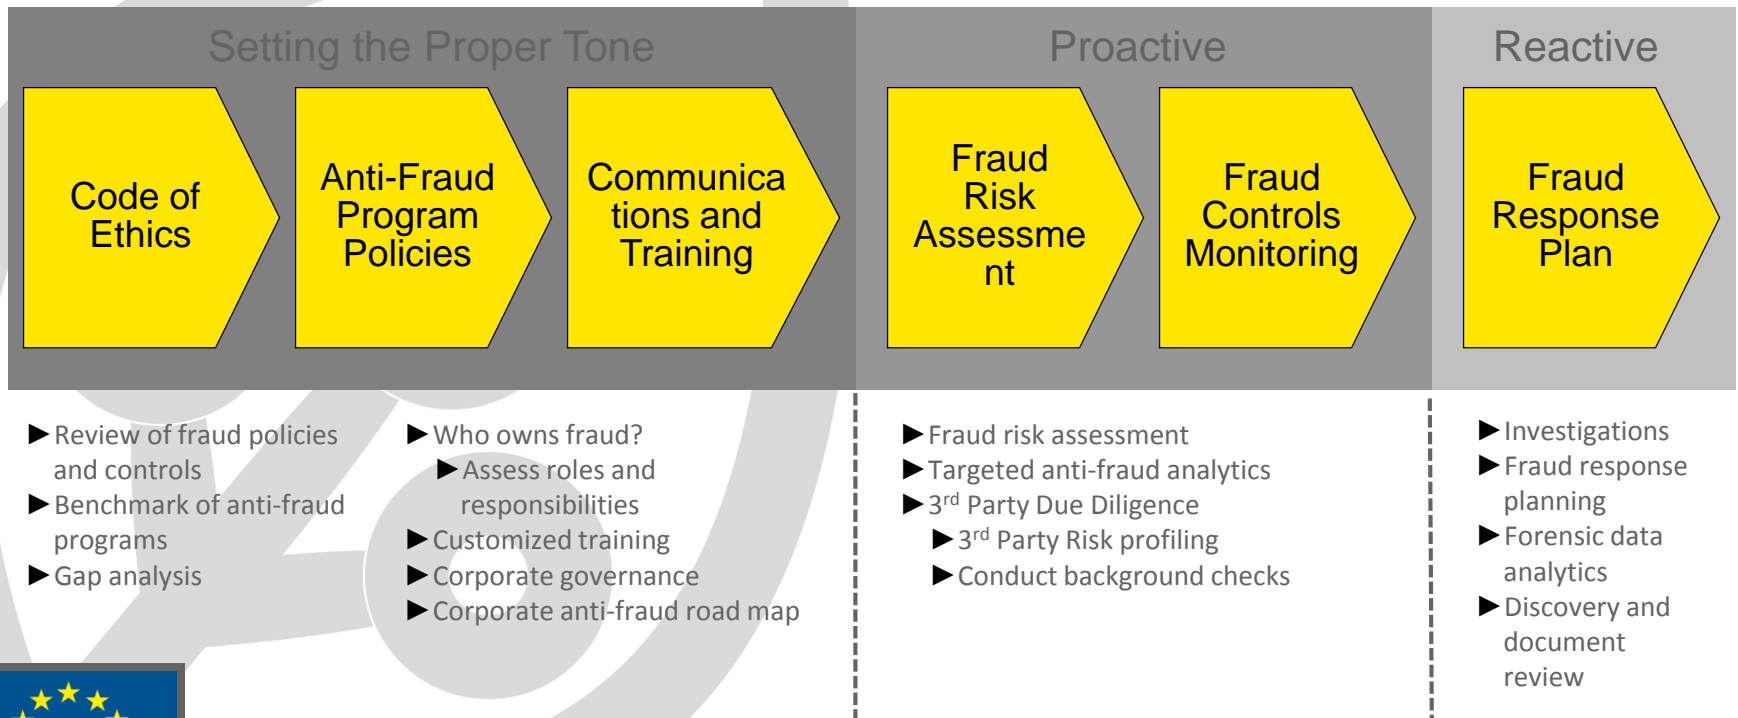 Setting the Proper Tone
Proactive
Reactive
Code of
Ethics
Anti-Fraud
Program
Policies
Communica
tions and
Training
Fraud
Risk
Assessme
nt
Fraud
Controls
Monitoring
Fraud
Response
Plan
►Review of fraud policies
and controls
►Benchmark of anti-fraud
programs
►Gap analysis
►Who owns fraud?
►Assess roles and
responsibilities
►Customized training
►Corporate governance
►Corporate anti-fraud road map
►Fraud risk assessment
►Targeted anti-fraud analytics
►3rd Party Due Diligence
►3rd Party Risk profiling
►Conduct background checks
►Investigations
►Fraud response
planning
►Forensic data
analytics
►Discovery and
document
review